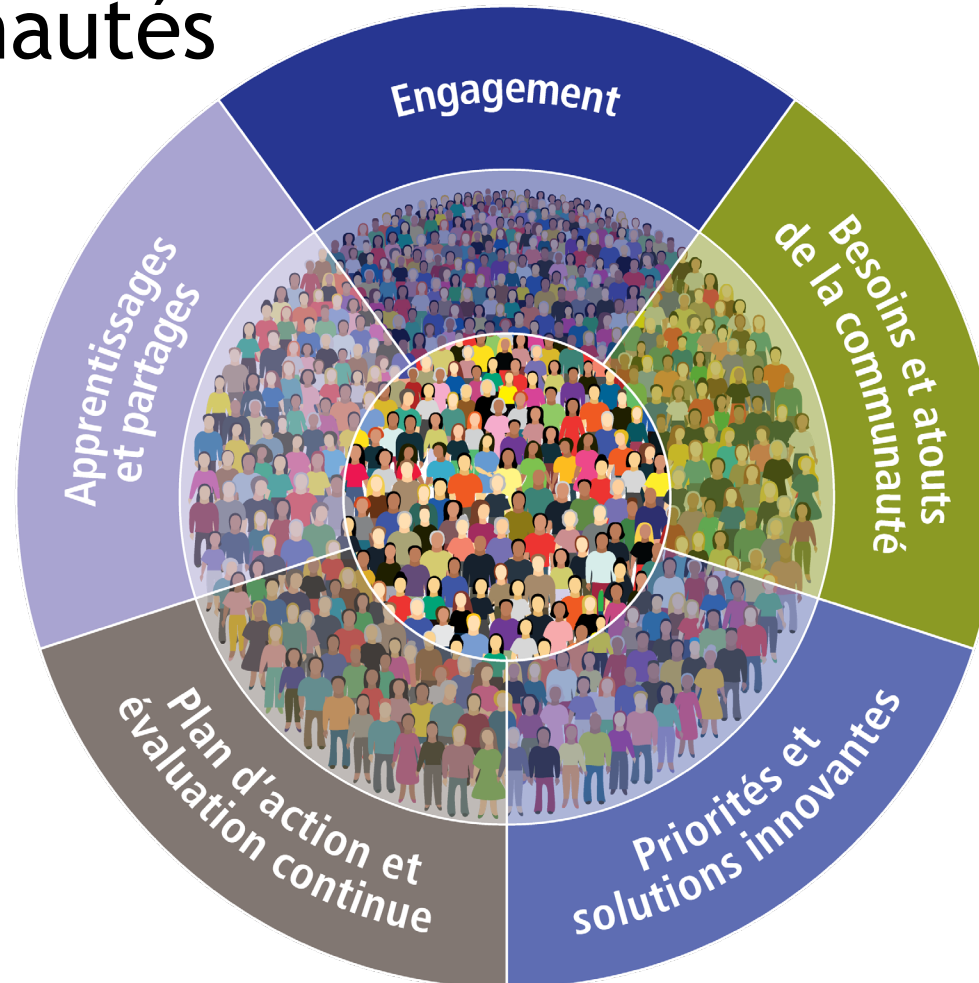 nautés
Engagement
Besoins et atouts
de la communauté
Priorités et
solutions innovantes
Plan d'action et
évaluation continue
Apprentissages
et partages